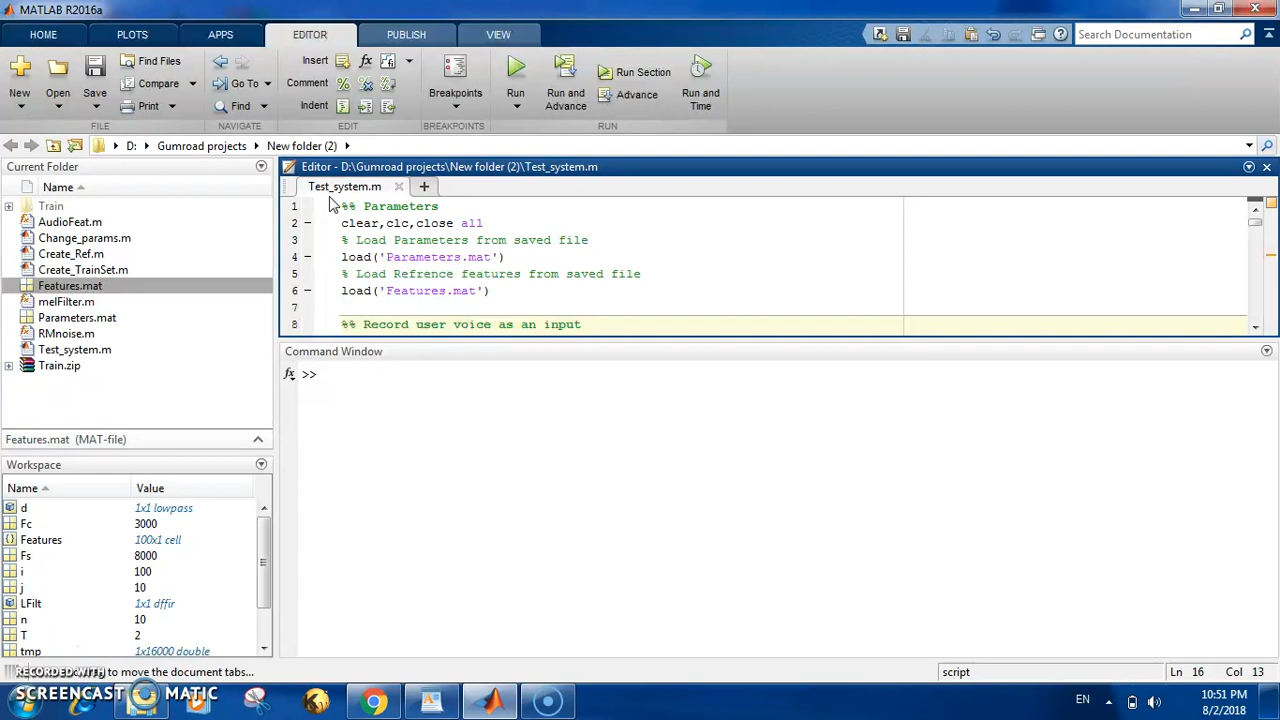 MATLAB R2016a
HOME PLOTS APPS EDITOR PUBLISH VIEW Search Documentation
New Open Save Find Files Compare Print Go To Find Insert Comment Indent fx Breakpoints Run Run and Advance Run Section Advance Run and Time
FILE NAVIGATE EDIT BREAKPOINTS RUN
D: Gumroad projects New folder (2)
Current Folder
Name
Train
AudioFeat.m
Change_params.m
Create_Ref.m
Create_TrainSet.m
Features.mat
melFilter.m
Parameters.mat
RMnoise.m
Test_system.m
Train.zip
Features.mat (MAT-file)
Workspace
Name Value
d 1x1 lowpass
Fc 3000
Features 100x1 cell
Fs 8000
i 100
j 10
LFilt 1x1 dffir
n 10
T 2
tmp 1x16000 double
Editor - D:\Gumroad projects\New folder (2)\Test_system.m
Test_system.m
1 %% Parameters
2 clear,clc,close all
3 % Load Parameters from saved file
4 load('Parameters.mat')
5 % Load Refrence features from saved file
6 load('Features.mat')
7
8 %% Record user voice as an input
Command Window
fx >>
to move the document tabs...
script Ln 16 Col 13
RECORDED WITH
SCREENCAST MATIC
EN
10:51 PM
8/2/2018